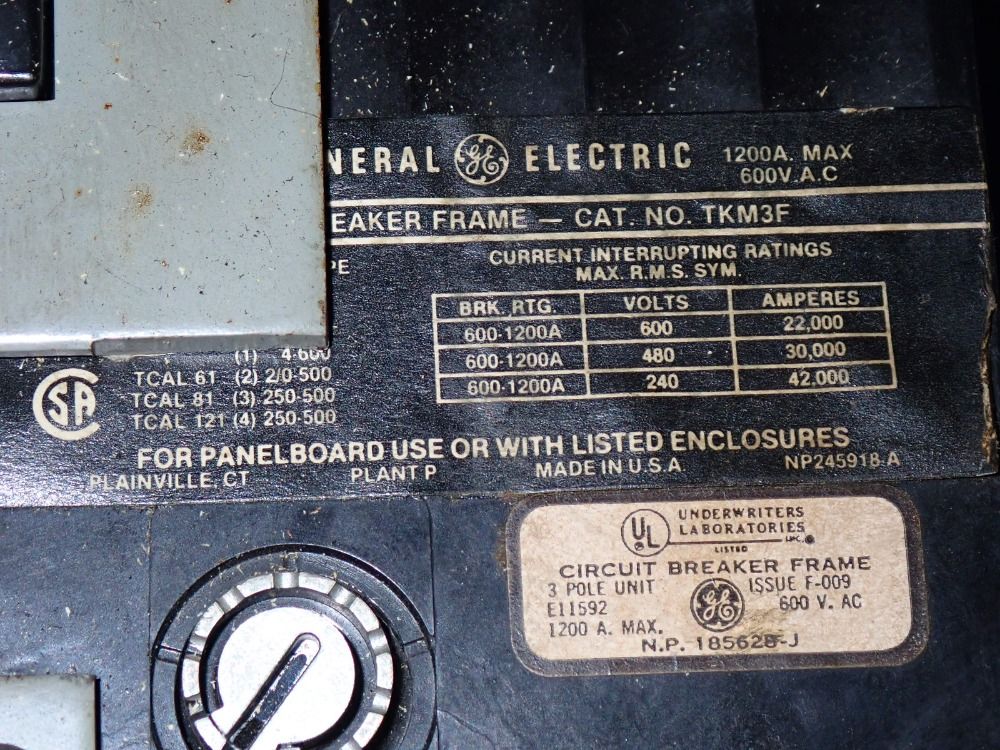 NERAL GE ELECTRIC 1200A. MAX
600V.A.C
EAKER FRAME — CAT. NO. TKM3F
PE
CURRENT INTERRUPTING RATINGS
MAX. R.M.S. SYM.
BRK. RTG. VOLTS AMPERES
600-1200A 600 22,000
600-1200A 480 30,000
600-1200A 240 42,000
(1) 4-600
TCAL 61 (2) 2/0-500
TCAL 81 (3) 250-500
TCAL 121 (4) 250-500
SA
FOR PANELBOARD USE OR WITH LISTED ENCLOSURES
PLAINVILLE, CT PLANT P MADE IN U.S.A NP245918-A
UL UNDERWRITERS
LABORATORIES
INC.
LISTED
CIRCUIT BREAKER FRAME
3 POLE UNIT GE ISSUE F-009
E11592 600 V. AC
1200 A. MAX.
N.P. 185628-J